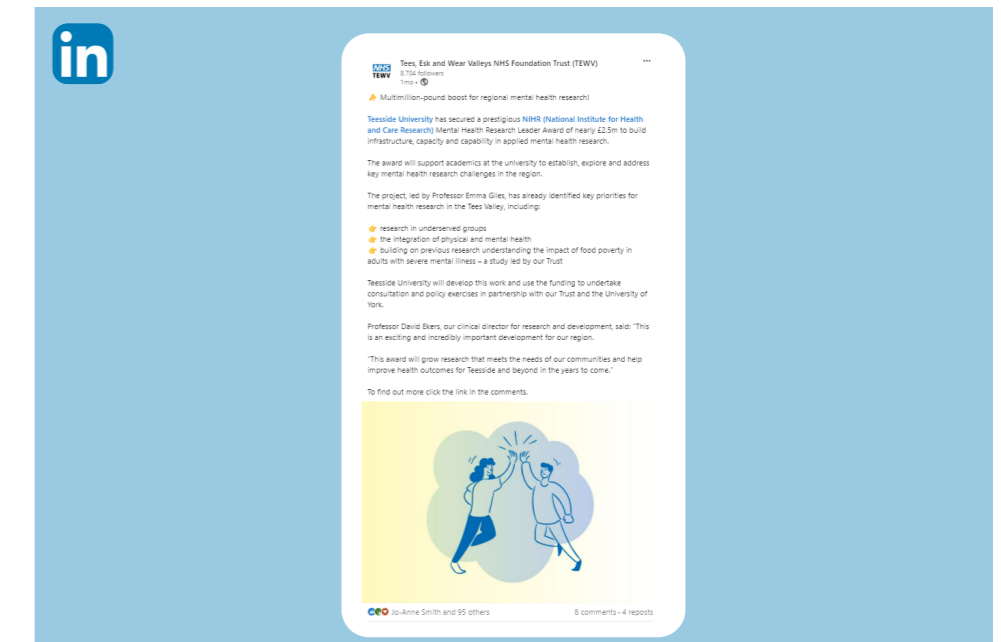 in
Tees, Esk and Wear Valleys NHS Foundation Trust (TEWV)
NHS
TEWV
8,704 followers
1mo •
Multimillion-pound boost for regional mental health research!
Teesside University has secured a prestigious NIHR (National Institute for Health
and Care Research) Mental Health Research Leader Award of nearly £2.5m to build
infrastructure, capacity and capability in applied mental health research.
The award will support academics at the university to establish, explore and address
key mental health research challenges in the region.
The project, led by Professor Emma Giles, has already identified key priorities for
mental health research in the Tees Valley, including:
👉 research in underserved groups
👉 the integration of physical and mental health
👉 building on previous research understanding the impact of food poverty in
adults with severe mental illness – a study led by our Trust
Teesside University will develop this work and use the funding to undertake
consultation and policy exercises in partnership with our Trust and the University of
York.
Professor David Ekers, our clinical director for research and development, said: "This
is an exciting and incredibly important development for our region.
"This award will grow research that meets the needs of our communities and help
improve health outcomes for Teesside and beyond in the years to come."
To find out more click the link in the comments.
Jo-Anne Smith and 95 others
8 comments · 4 reposts